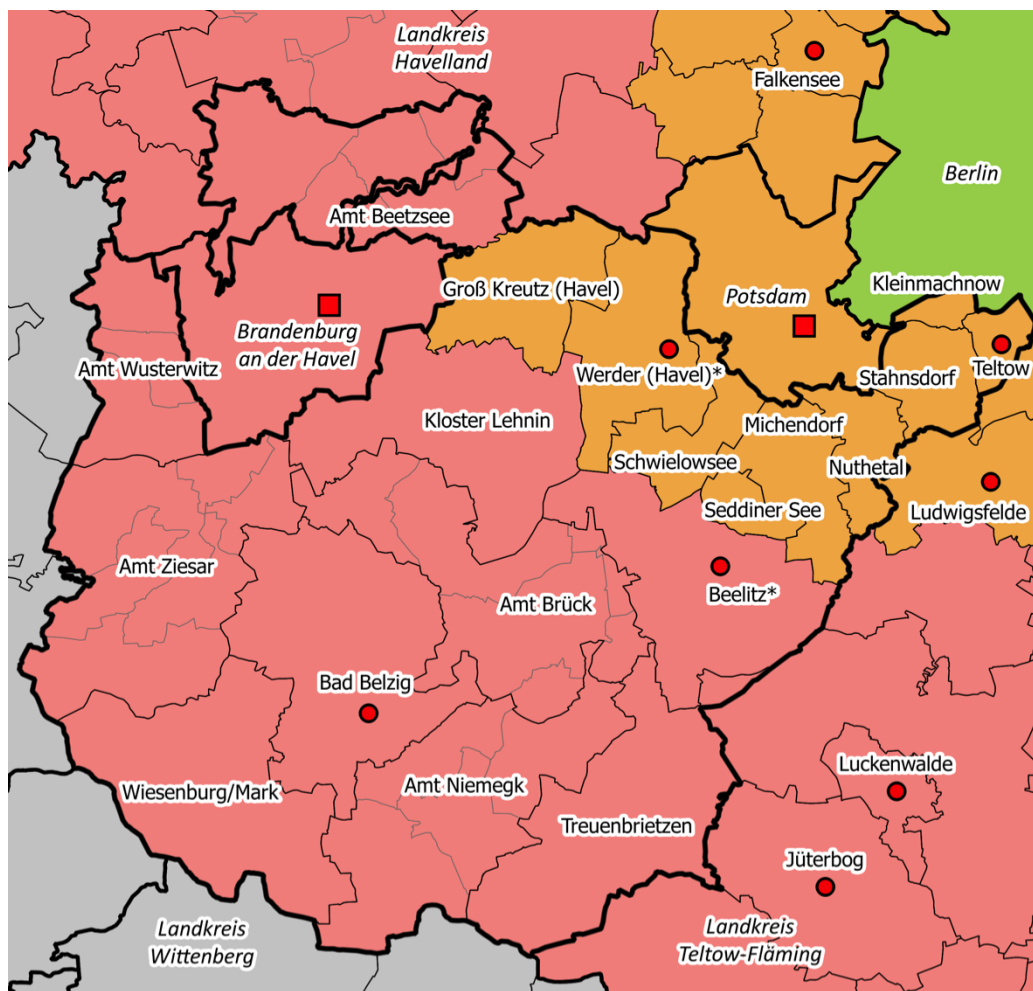 Landkreis
Havelland
Falkensee
Berlin
Amt Beetzsee
Kleinmachnow
Groß Kreutz (Havel)
Potsdam
Brandenburg
an der Havel
Amt Wusterwitz
Werder (Havel)*
Stahnsdorf
Teltow
Kloster Lehnin
Michendorf
Schwielowsee
Nuthetal
Seddiner See
Ludwigsfelde
Amt Ziesar
Amt Brück
Beelitz*
Bad Belzig
Wiesenburg/Mark
Amt Niemegk
Luckenwalde
Treuenbrietzen
Jüterbog
Landkreis
Wittenberg
Landkreis
Teltow-Fläming